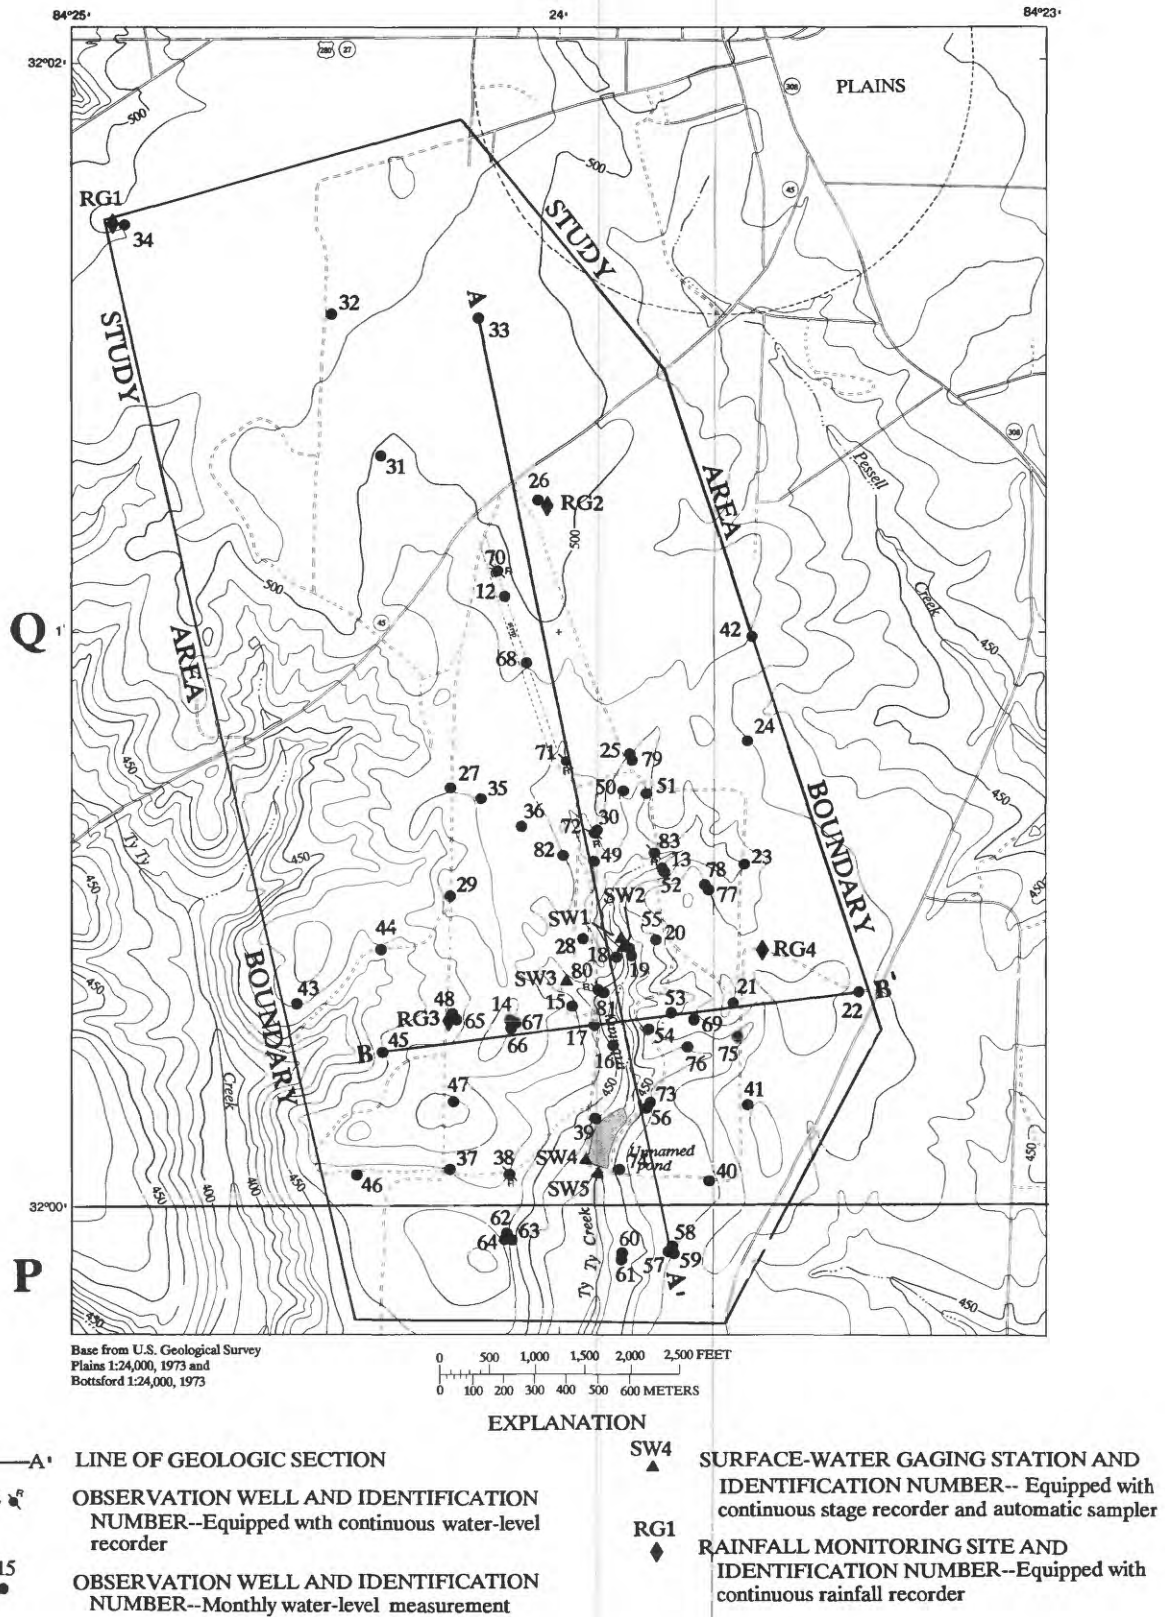 84°25'
24'
84°23'
32°02'
280
27
308
PLAINS
500
500
45
RG1
34
STUDY
32
A
33
STUDY
31
26
RG2
500
AREA
308
Pessell
Creek
70
R
12
500
45
Q
1'
42
450
AREA
68
24
71
25
79
27
35
50
51
BOUNDARY
Ty Ty
36
72
30
83
13
23
82
49
52
78
77
450
29
SW2
SW1
55
20
RG4
44
28
18
19
BOUNDARY
SW3
80
43
48
14
15
81
53
21
22
B'
RG3
65
67
69
66
17
54
75
B
45
16
76
450
47
73
41
56
39
Creek
37
38
SW4
74
Unnamed
pond
40
46
SW5
450
400
400
450
32°00'
62
63
58
64
60
57
59
P
61
A'
Ty Ty Creek
450
450
Base from U.S. Geological Survey
Plains 1:24,000, 1973 and
Bottsford 1:24,000, 1973
0 500 1,000 1,500 2,000 2,500 FEET
0 100 200 300 400 500 600 METERS
EXPLANATION
A' LINE OF GEOLOGIC SECTION
R OBSERVATION WELL AND IDENTIFICATION
NUMBER--Equipped with continuous water-level
recorder
15 OBSERVATION WELL AND IDENTIFICATION
NUMBER--Monthly water-level measurement
SW4 SURFACE-WATER GAGING STATION AND
IDENTIFICATION NUMBER-- Equipped with
continuous stage recorder and automatic sampler
RG1 RAINFALL MONITORING SITE AND
IDENTIFICATION NUMBER--Equipped with
continuous rainfall recorder